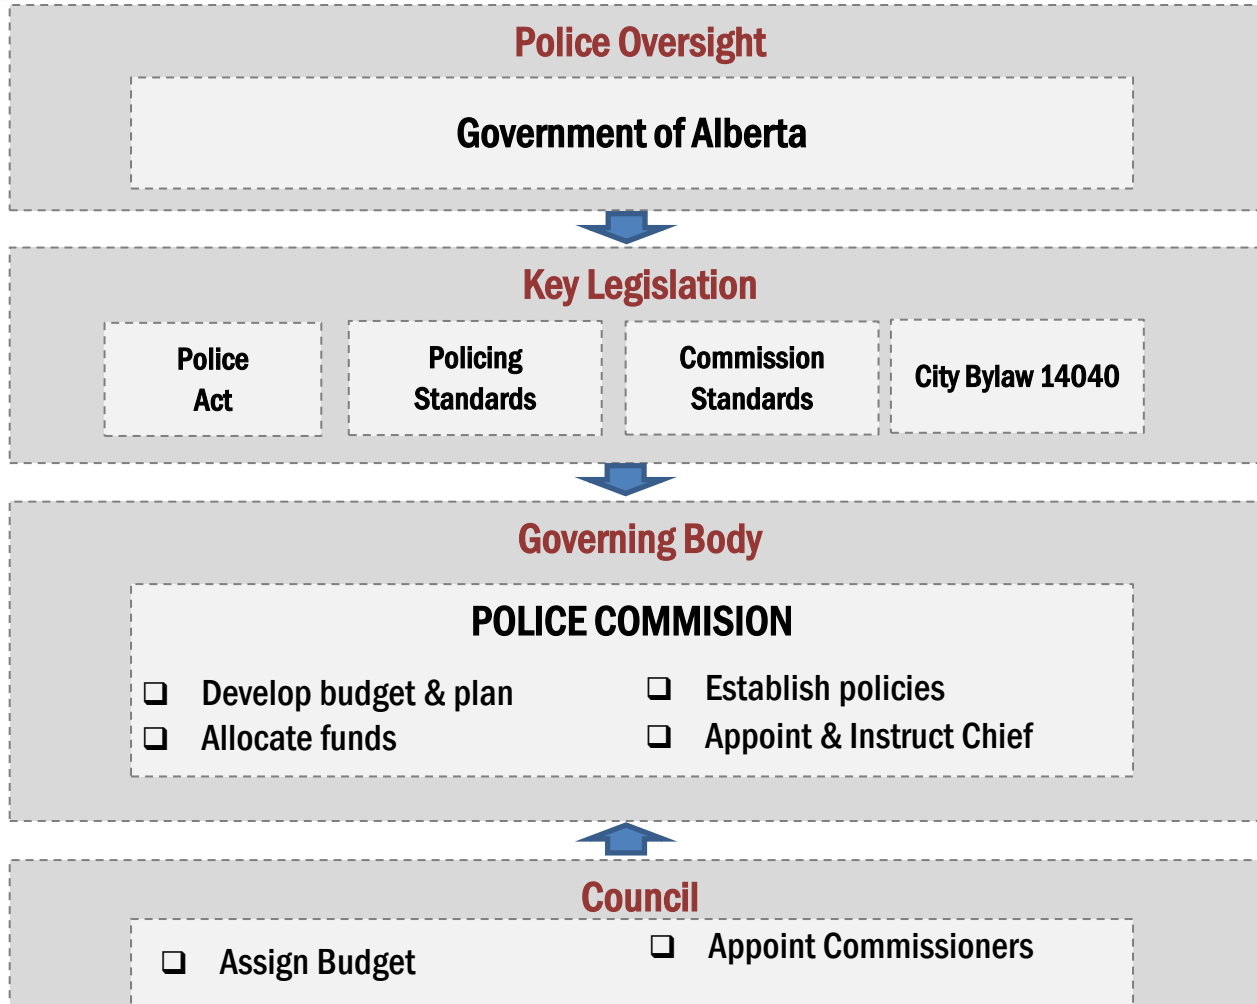 Police Oversight
Government of Alberta
Key Legislation
Police
Act
Policing
Standards
Commission
Standards
City Bylaw 14040
Governing Body
POLICE COMMISION
❑ Develop budget & plan
❑ Allocate funds
❑ Establish policies
❑ Appoint & Instruct Chief
Council
❑ Assign Budget
❑ Appoint Commissioners